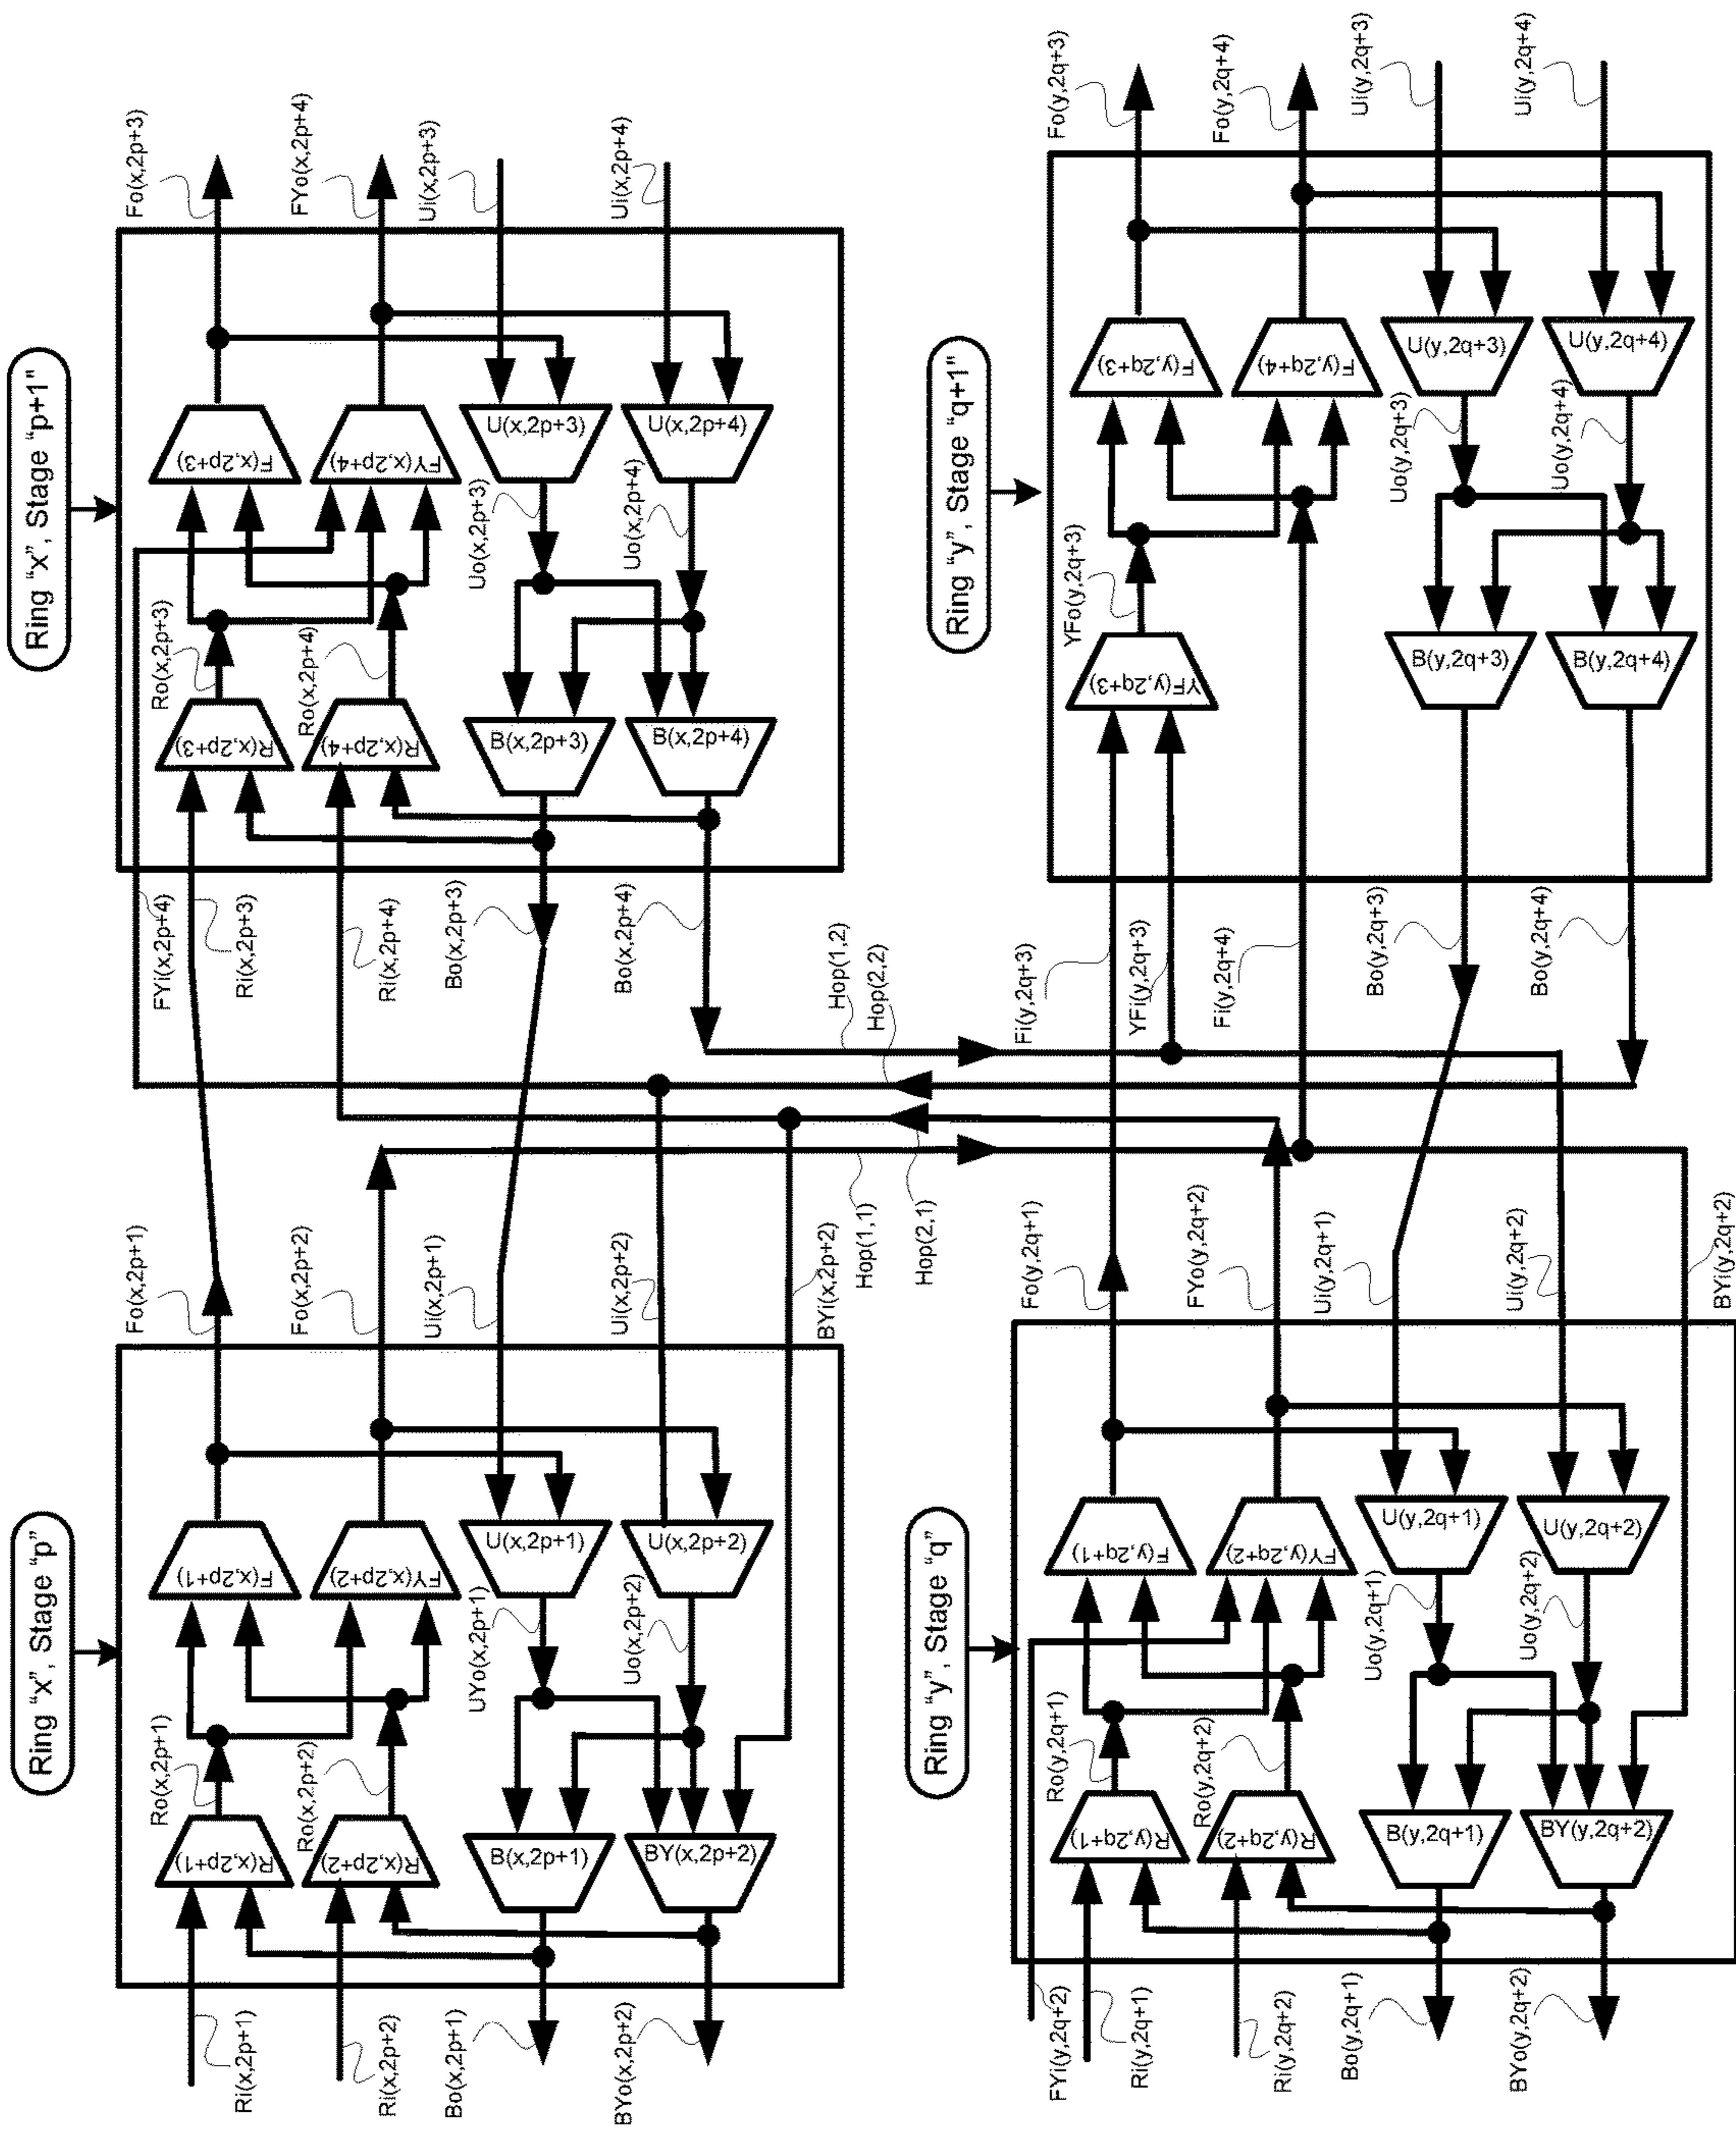 Ring "x", Stage "p"
Ri(x,2p+1)
Ri(x,2p+2)
Bo(x,2p+1)
BYo(x,2p+2)
R(x,2p+1)
R(x,2p+2)
Ro(x,2p+1)
Ro(x,2p+2)
F(x,2p+1)
FY(x,2p+2)
U(x,2p+1)
U(x,2p+2)
UYo(x,2p+1)
Uo(x,2p+2)
B(x,2p+1)
BY(x,2p+2)
Fo(x,2p+1)
Fo(x,2p+2)
Ui(x,2p+1)
Ui(x,2p+2)
BYi(x,2p+2)
Hop(1,1)
Hop(2,1)
Ring "x", Stage "p+1"
FYi(x,2p+4)
Ri(x,2p+3)
Ri(x,2p+4)
Bo(x,2p+3)
Bo(x,2p+4)
Hop(1,2)
Hop(2,2)
R(x,2p+3)
R(x,2p+4)
Ro(x,2p+3)
Ro(x,2p+4)
F(x,2p+3)
FY(x,2p+4)
U(x,2p+3)
U(x,2p+4)
Uo(x,2p+3)
Uo(x,2p+4)
B(x,2p+3)
B(x,2p+4)
Fo(x,2p+3)
FYo(x,2p+4)
Ui(x,2p+3)
Ui(x,2p+4)
Ring "y", Stage "q"
FYi(y,2q+2)
Ri(y,2q+1)
Ri(y,2q+2)
Bo(y,2q+1)
BYo(y,2q+2)
R(y,2q+1)
R(y,2q+2)
Ro(y,2q+1)
Ro(y,2q+2)
F(y,2q+1)
FY(y,2q+2)
U(y,2q+1)
U(y,2q+2)
Uo(y,2q+1)
Uo(y,2q+2)
B(y,2q+1)
BY(y,2q+2)
Fo(y,2q+1)
FYo(y,2q+2)
Ui(y,2q+1)
Ui(y,2q+2)
BYi(y,2q+2)
Ring "y", Stage "q+1"
Fi(y,2q+3)
YFi(y,2q+3)
Fi(y,2q+4)
Bo(y,2q+3)
Bo(y,2q+4)
YF(y,2q+3)
YFo(y,2q+3)
F(y,2q+3)
F(y,2q+4)
U(y,2q+3)
U(y,2q+4)
Uo(y,2q+3)
Uo(y,2q+4)
B(y,2q+3)
B(y,2q+4)
Fo(y,2q+3)
Fo(y,2q+4)
Ui(y,2q+3)
Ui(y,2q+4)